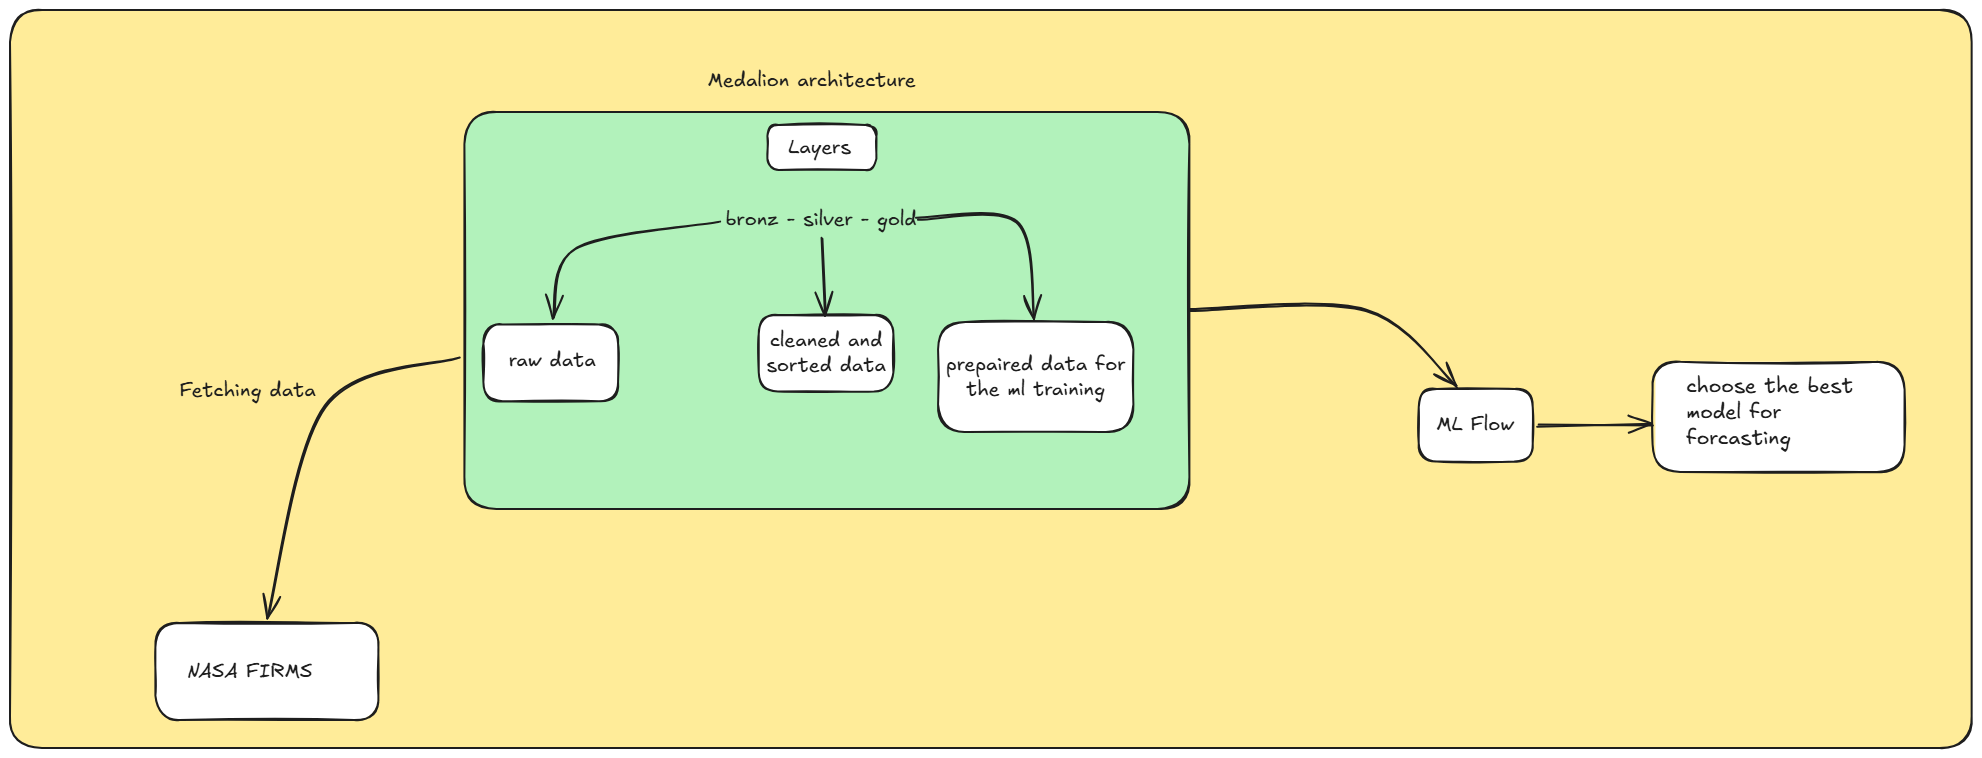 Medalion architecture
Layers
bronz - silver - gold
raw data
cleaned and
sorted data
prepaired data for
the ml training
Fetching data
NASA FIRMS
ML Flow
choose the best
model for
forcasting